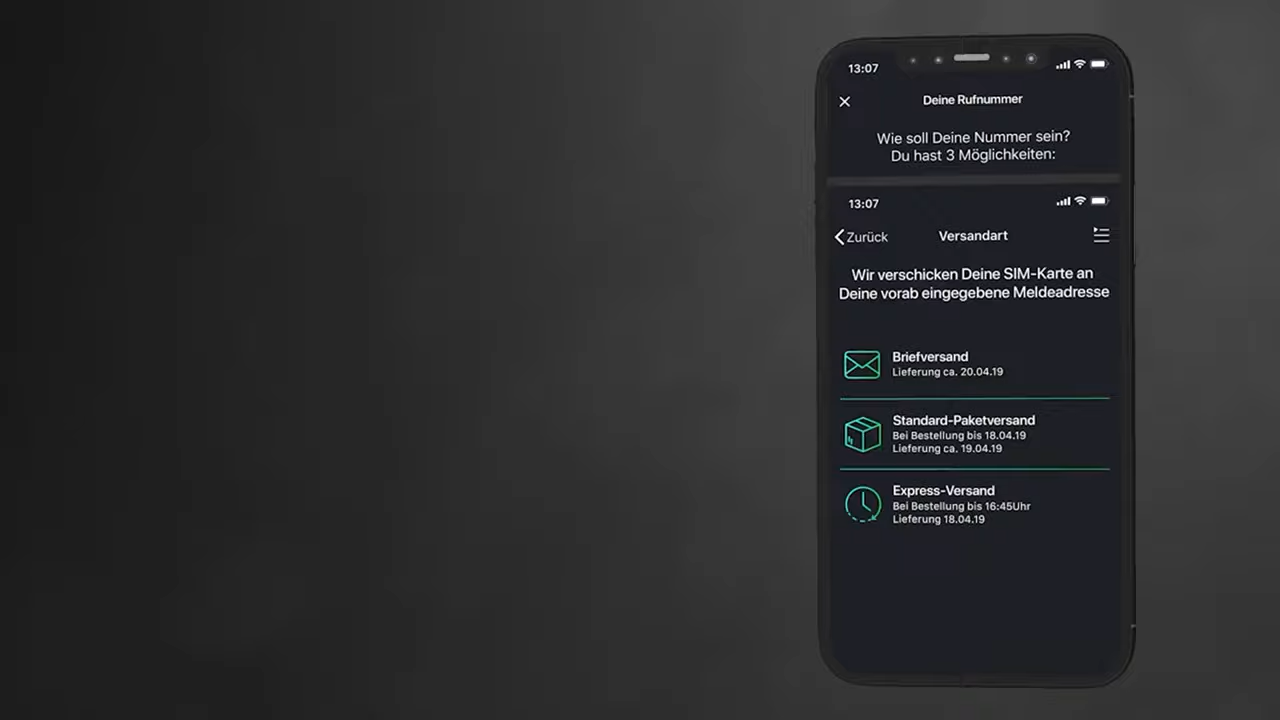 13:07
Deine Rufnummer
Wie soll Deine Nummer sein?
Du hast 3 Möglichkeiten:
13:07
Zurück
Versandart
Wir verschicken Deine SIM-Karte an
Deine vorab eingegebene Meldeadresse
Briefversand
Lieferung ca. 20.04.19
Standard-Paketversand
Bei Bestellung bis 18.04.19
Lieferung ca. 19.04.19
Express-Versand
Bei Bestellung bis 16:45Uhr
Lieferung 18.04.19